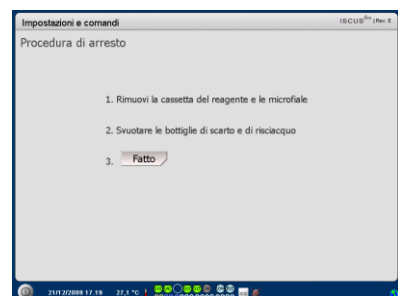 Impostazioni e comandi
ISCUS
Rev.
Procedura di arresto
1. Rimuovi la cassetta del reagente e le microfiale
2. Svuotare le bottiglie di scarto e di risciacquo
3. Fatto
21/12/2009 17.19 27,1 °C